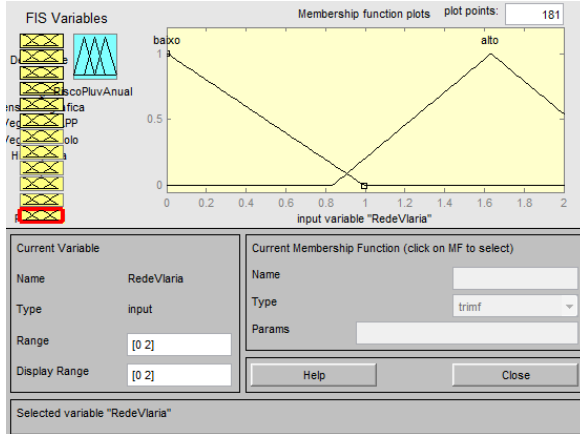 FIS Variables
Membership function plots
plot points:
181
baixo
alto
RiscoPluvAnual
1
0.5
0
0 0.2 0.4 0.6 0.8 1 1.2 1.4 1.6 1.8 2
input variable "RedeVIaria"
Current Variable
Name RedeVIaria
Type input
Range [0 2]
Display Range [0 2]
Current Membership Function (click on MF to select)
Name
Type trimf
Params
Help
Close
Selected variable "RedeVIaria"